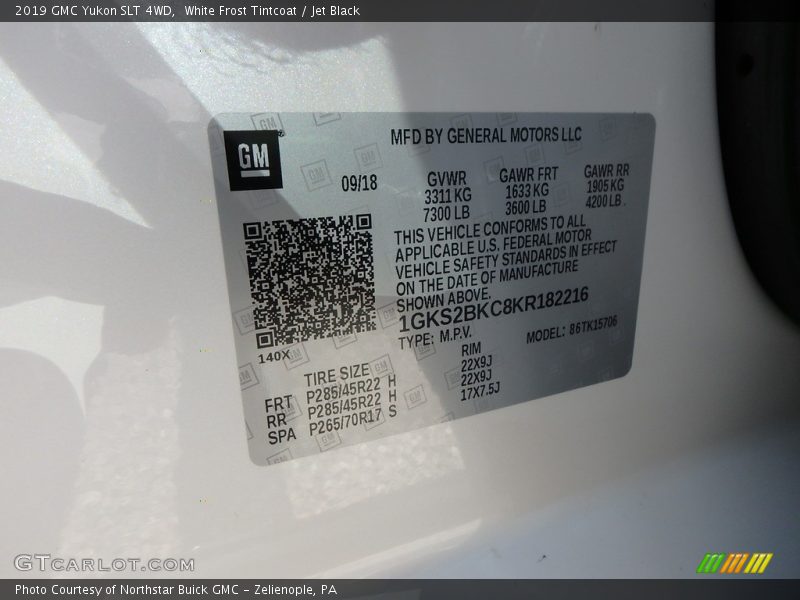 2019 GMC Yukon SLT 4WD, White Frost Tintcoat / Jet Black
MFD BY GENERAL MOTORS LLC
GM
09/18
GVWR GAWR FRT GAWR RR
3311 KG 1633 KG 1905 KG
7300 LB 3600 LB 4200 LB
THIS VEHICLE CONFORMS TO ALL
APPLICABLE U.S. FEDERAL MOTOR
VEHICLE SAFETY STANDARDS IN EFFECT
ON THE DATE OF MANUFACTURE
SHOWN ABOVE.
1GKS2BKC8KR182216
140X
TYPE: M.P.V. MODEL: 86TK15706
TIRE SIZE RIM
FRT P285/45R22 H 22X9J
RR P285/45R22 H 22X9J
SPA P265/70R17 S 17X7.5J
GTCARLOT.COM
Photo Courtesy of Northstar Buick GMC - Zelienople, PA